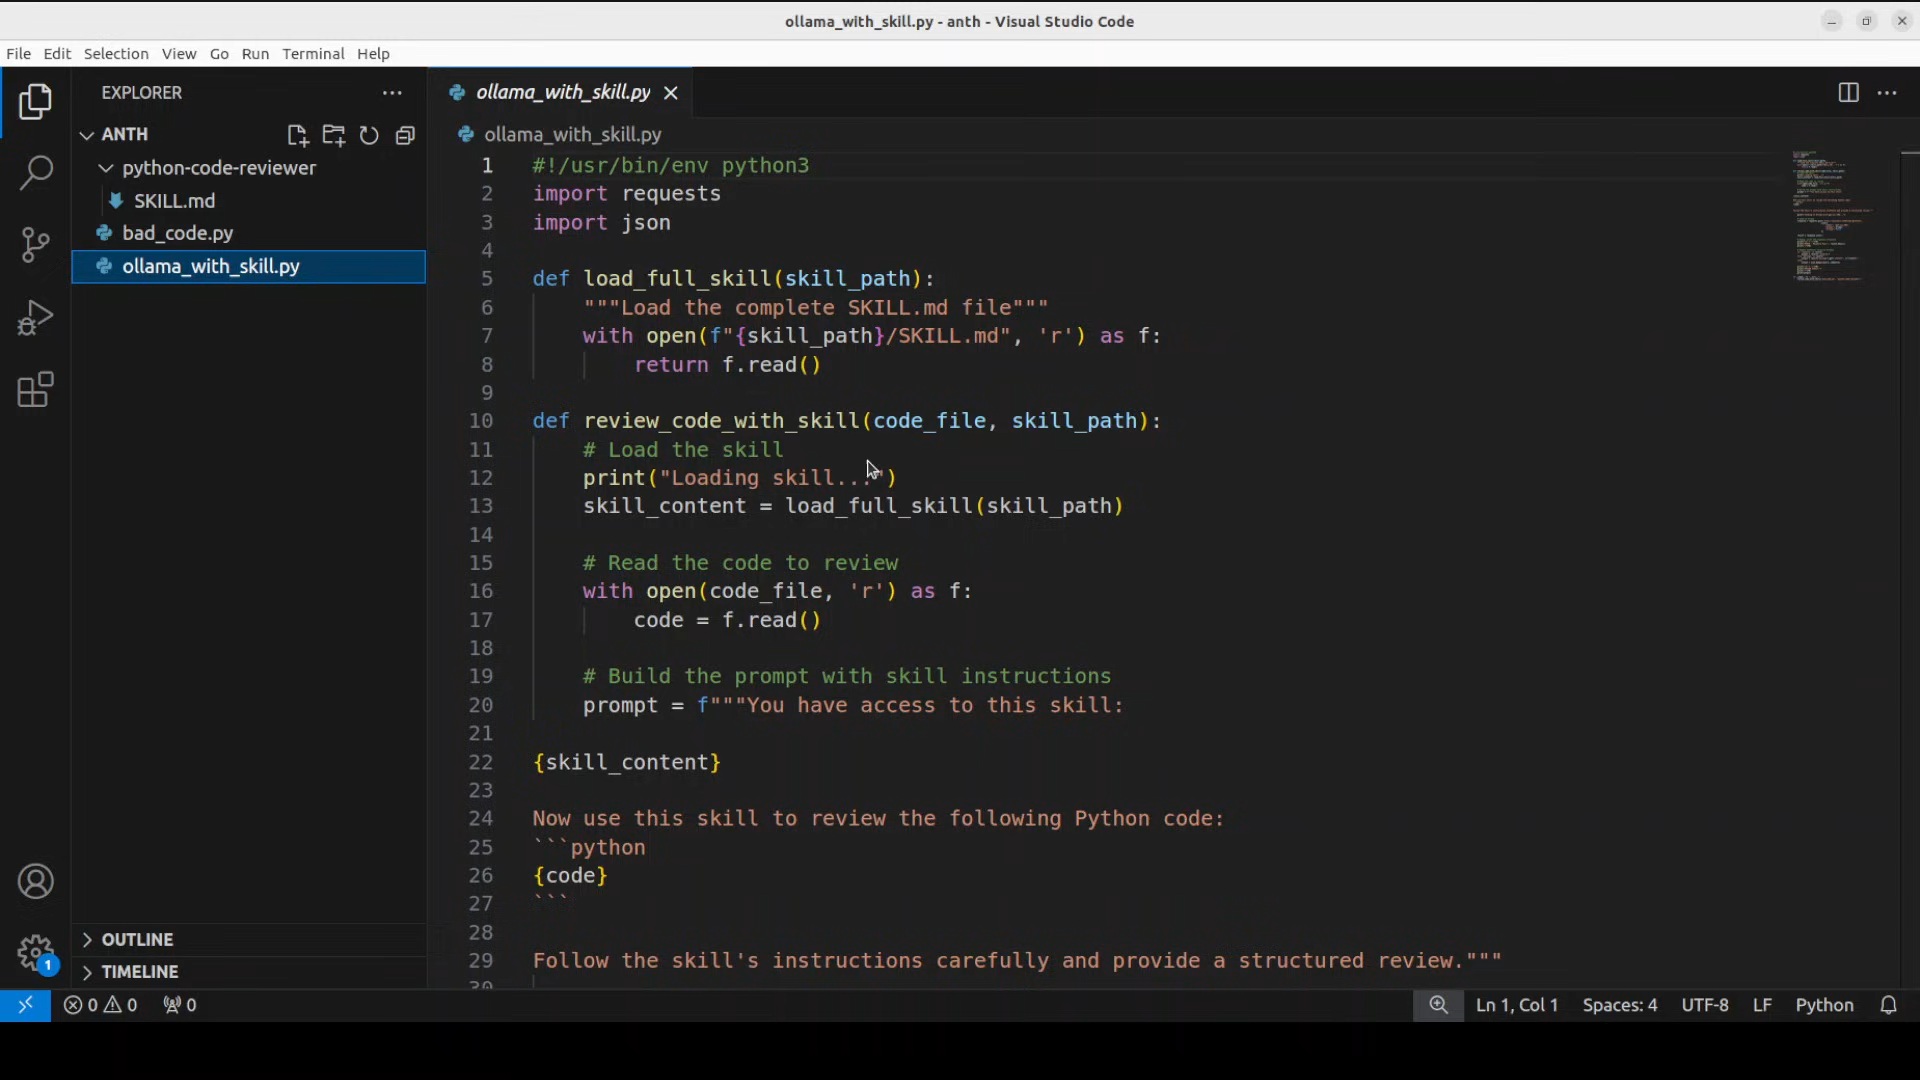 ollama_with_skill.py - anth - Visual Studio Code
File Edit Selection View Go Run Terminal Help
EXPLORER
ollama_with_skill.py
ANTH
ollama_with_skill.py
python-code-reviewer
SKILL.md
bad_code.py
ollama_with_skill.py
1 #!/usr/bin/env python3
2 import requests
3 import json
4
5 def load_full_skill(skill_path):
6     """Load the complete SKILL.md file"""
7     with open(f"{skill_path}/SKILL.md", 'r') as f:
8         return f.read()
9
10 def review_code_with_skill(code_file, skill_path):
11     # Load the skill
12     print("Loading skill...")
13     skill_content = load_full_skill(skill_path)
14
15     # Read the code to review
16     with open(code_file, 'r') as f:
17         code = f.read()
18
19     # Build the prompt with skill instructions
20     prompt = f"""You have access to this skill:
21
22 {skill_content}
23
24 Now use this skill to review the following Python code:
25 ```python
26 {code}
27 ```
28
29 Follow the skill's instructions carefully and provide a structured review."""
30
OUTLINE
TIMELINE
1
0 0 0
Ln 1, Col 1 Spaces: 4 UTF-8 LF Python